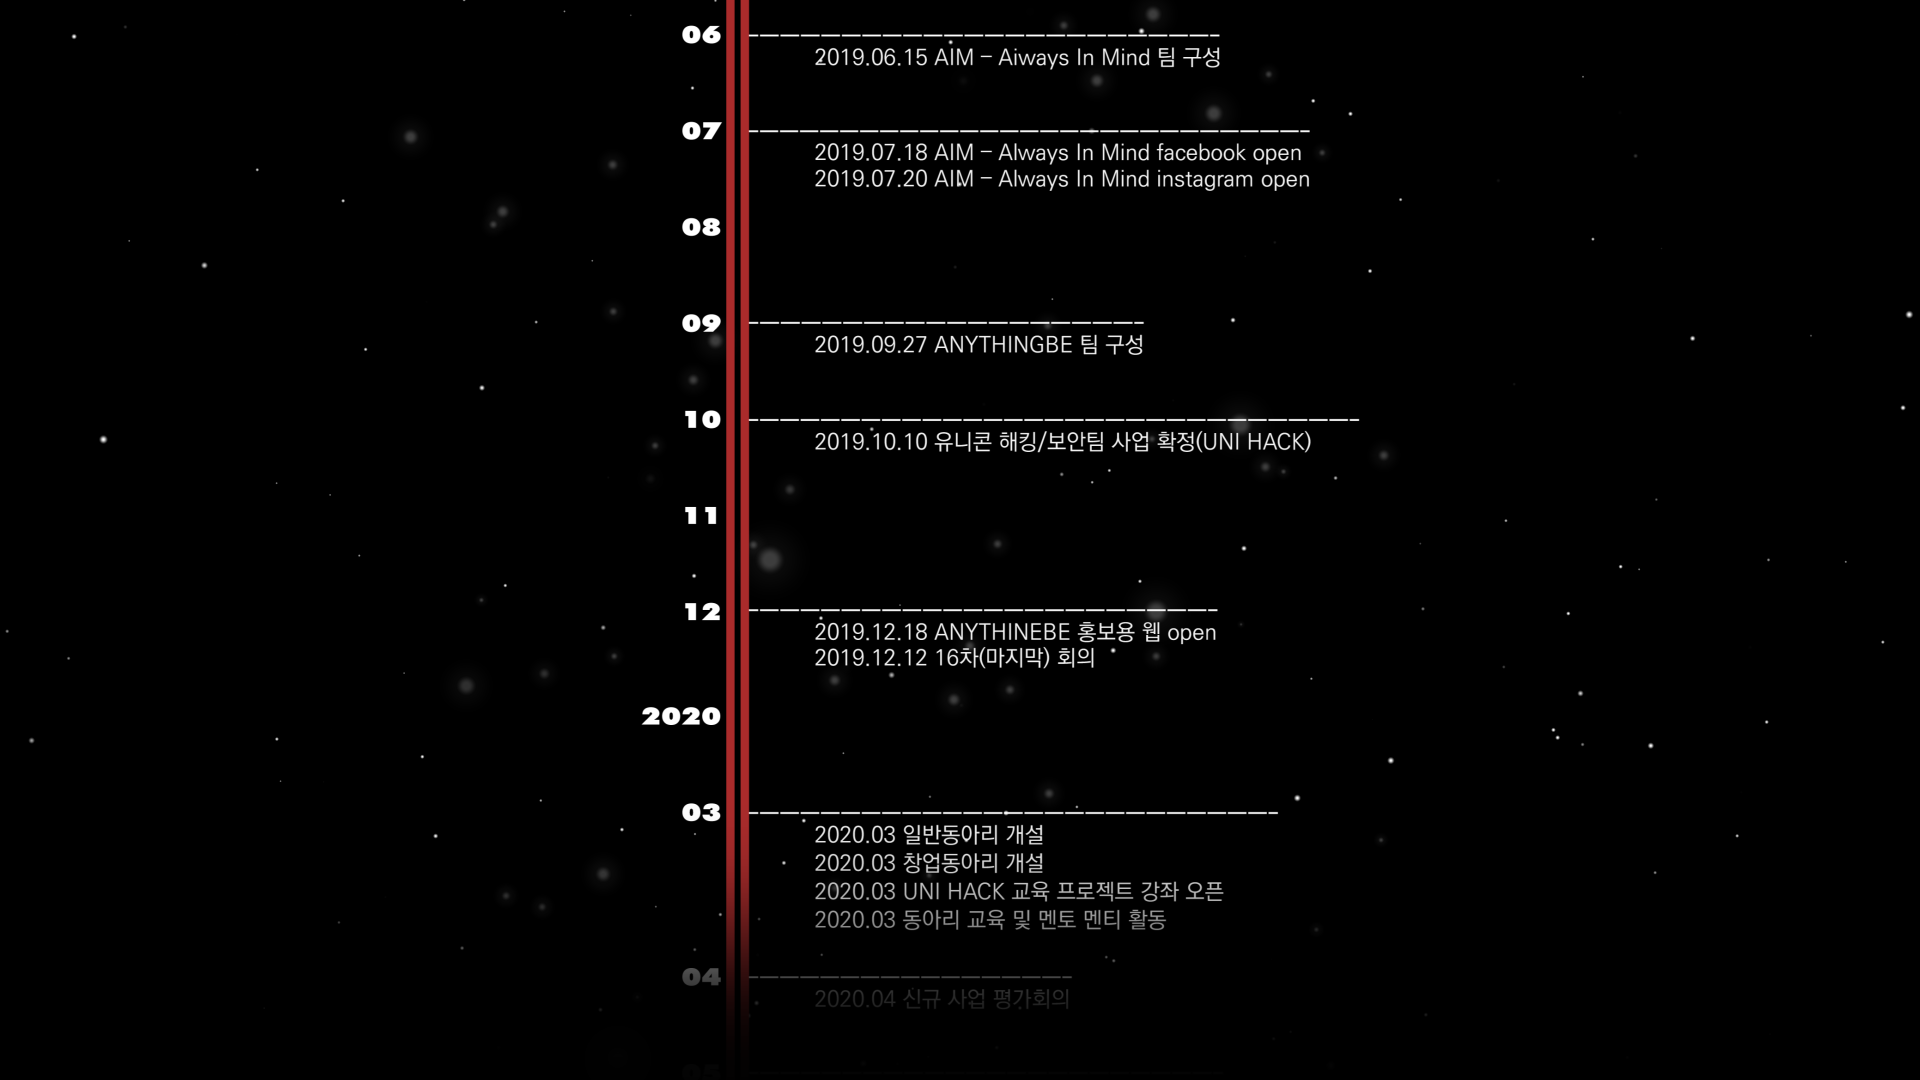 06
2019.06.15 AIM – Aiways In Mind 팀 구성
07
2019.07.18 AIM – Always In Mind facebook open
2019.07.20 AIM – Always In Mind instagram open
08
09
2019.09.27 ANYTHINGBE 팀 구성
10
2019.10.10 유니콘 해킹/보안팀 사업 확정(UNI HACK)
11
12
2019.12.18 ANYTHINEBE 홍보용 웹 open
2019.12.12 16차(마지막) 회의
2020
03
2020.03 일반동아리 개설
2020.03 창업동아리 개설
2020.03 UNI HACK 교육 프로젝트 강좌 오픈
2020.03 동아리 교육 및 멘토 멘티 활동
04
2020.04 신규 사업 평가회의